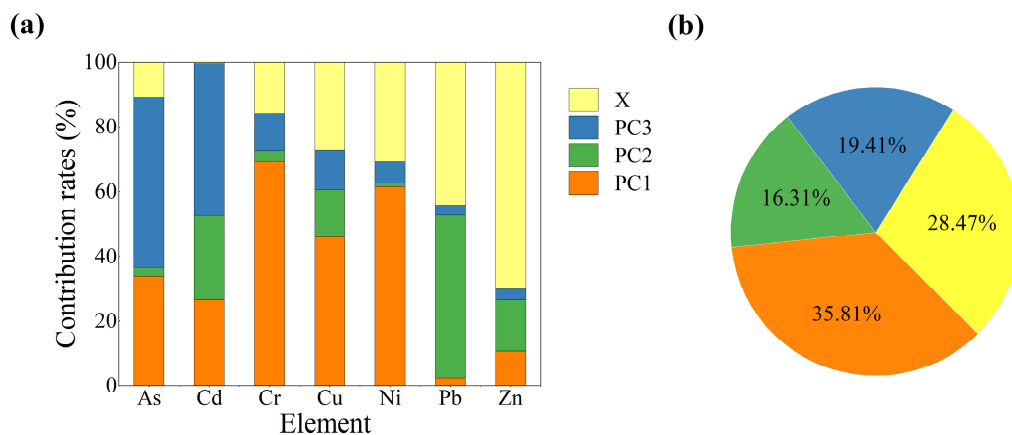 (a)
(b)
100
80
60
40
20
0
Contribution rates (%)
As Cd Cr Cu Ni Pb Zn
Element
X
PC3
PC2
PC1
19.41%
16.31%
28.47%
35.81%